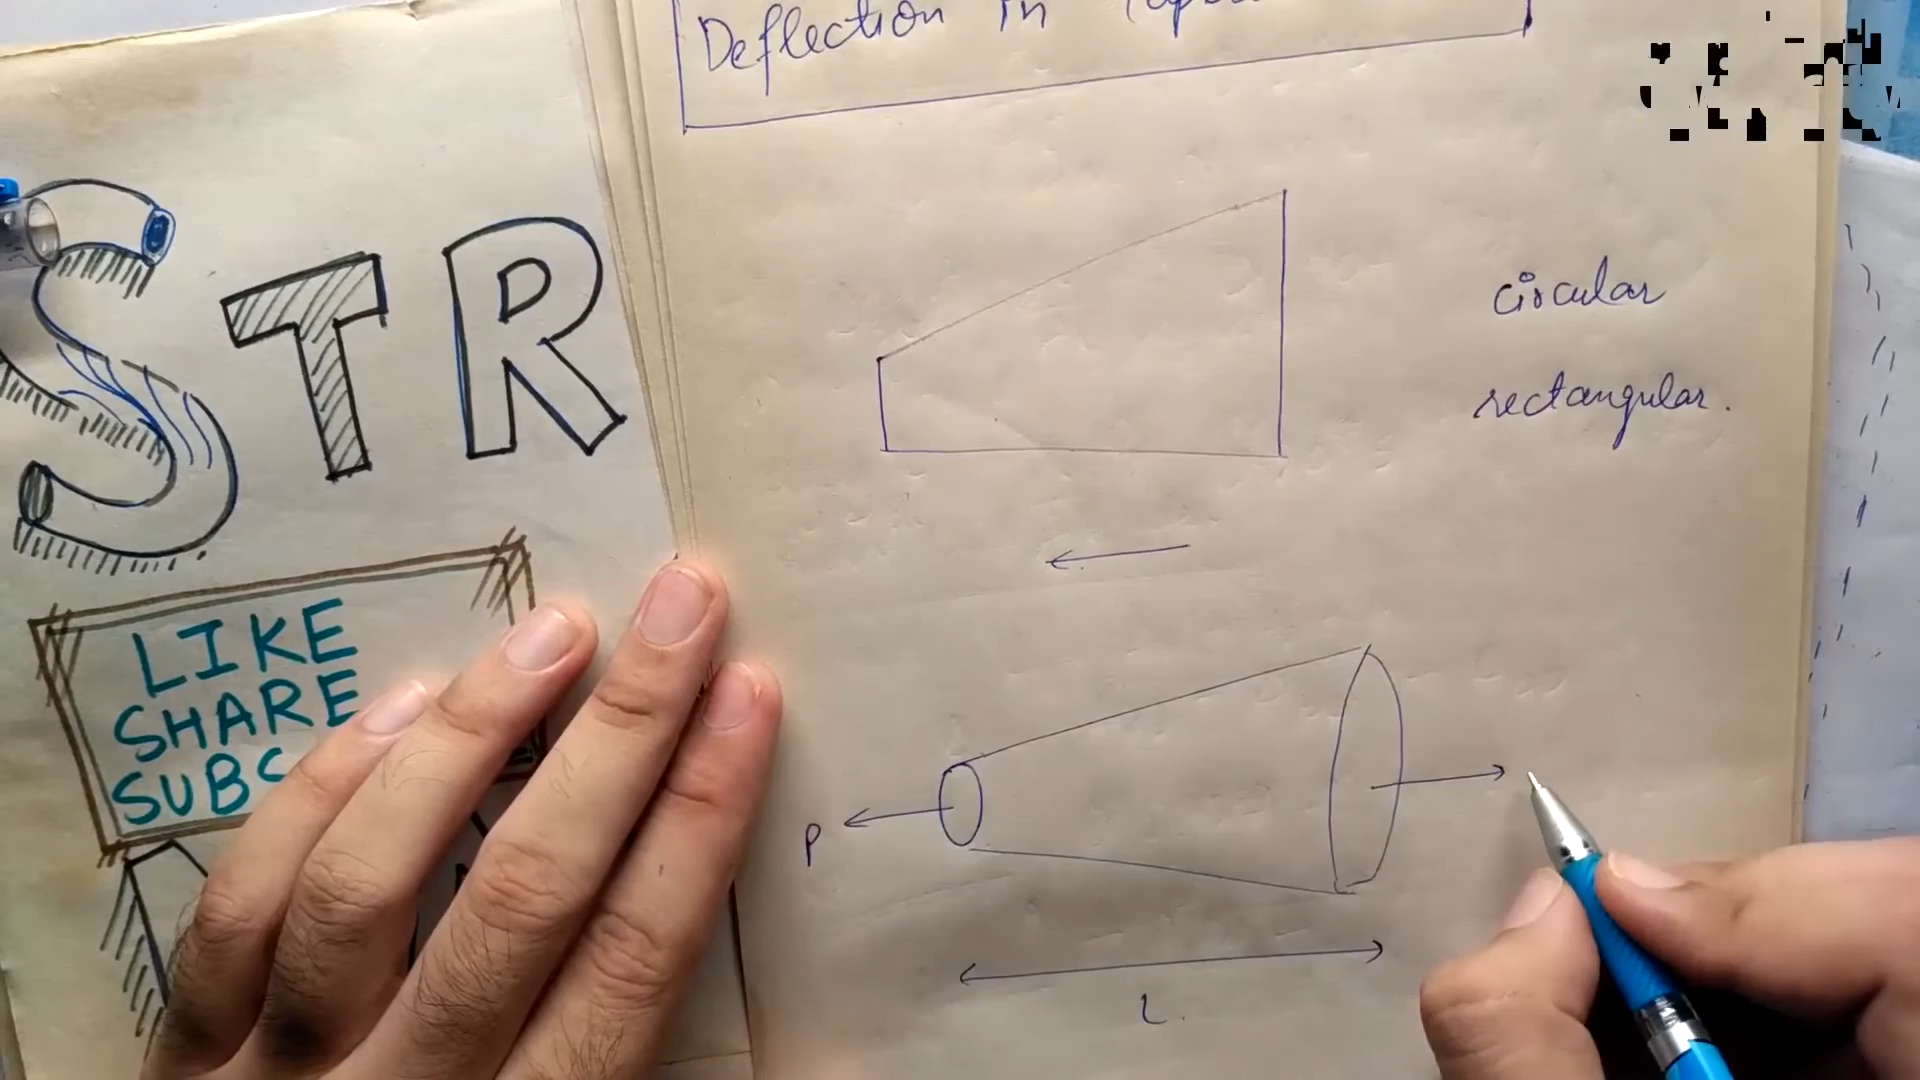 Deflection in
STR
circular
rectangular.
LIKE
SHARE
P
L.